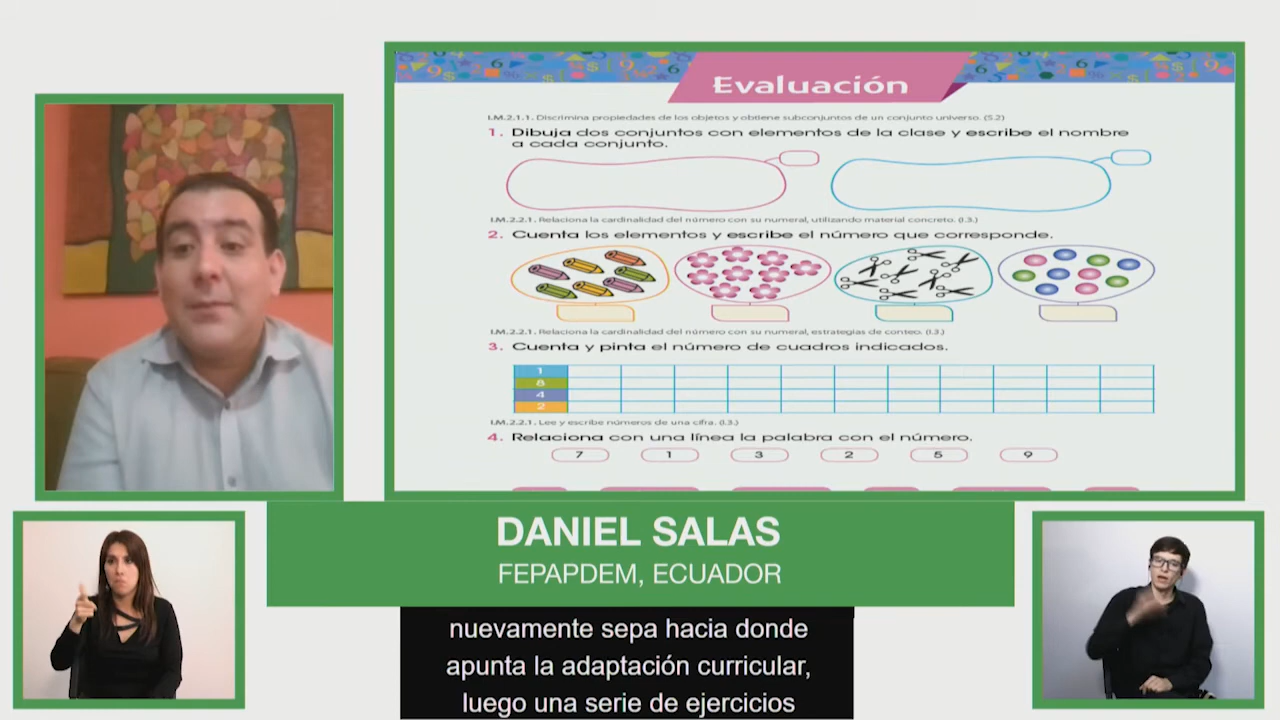 Evaluación
I.M.2.1.1. Discrimina propiedades de los objetos y obtiene subconjuntos de un conjunto universo. (S.2)
1. Dibuja dos conjuntos con elementos de la clase y escribe el nombre
a cada conjunto.
I.M.2.2.1. Relaciona la cardinalidad del número con su numeral, utilizando material concreto. (I.3.)
2. Cuenta los elementos y escribe el número que corresponde.
I.M.2.2.1. Relaciona la cardinalidad del número con su numeral, estrategias de conteo. (I.3.)
3. Cuenta y pinta el número de cuadros indicados.
1
8
4
2
I.M.2.2.1. Lee y escribe números de una cifra. (I.3.)
4. Relaciona con una línea la palabra con el número.
7 1 3 2 5 9
DANIEL SALAS
FEPAPDEM, ECUADOR
nuevamente sepa hacia donde
apunta la adaptación curricular,
luego una serie de ejercicios